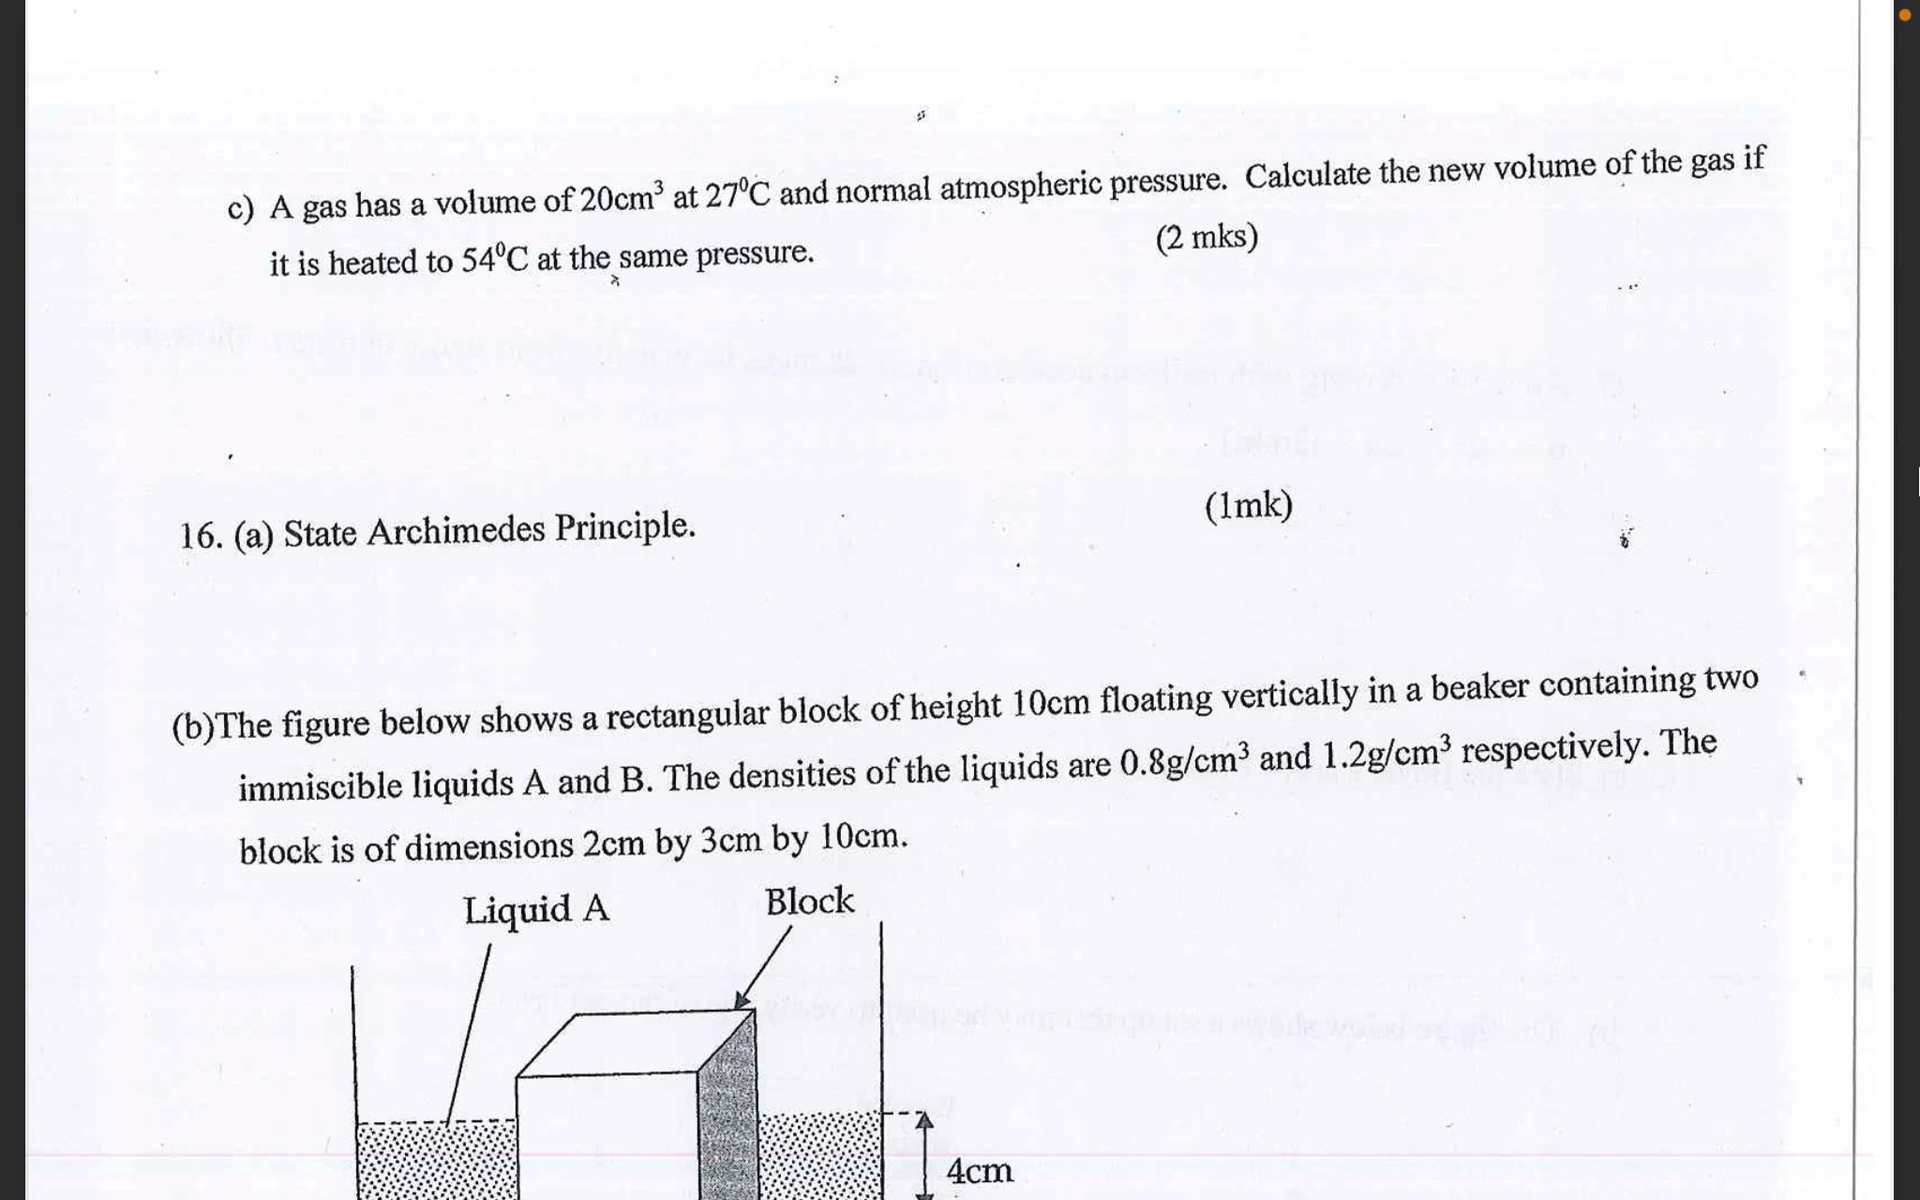 c) A gas has a volume of 20cm³ at 27⁰C and normal atmospheric pressure. Calculate the new volume of the gas if
it is heated to 54⁰C at the same pressure. (2 mks)
16. (a) State Archimedes Principle. (1mk)
(b)The figure below shows a rectangular block of height 10cm floating vertically in a beaker containing two
immiscible liquids A and B. The densities of the liquids are 0.8g/cm³ and 1.2g/cm³ respectively. The
block is of dimensions 2cm by 3cm by 10cm.
Liquid A Block
4cm